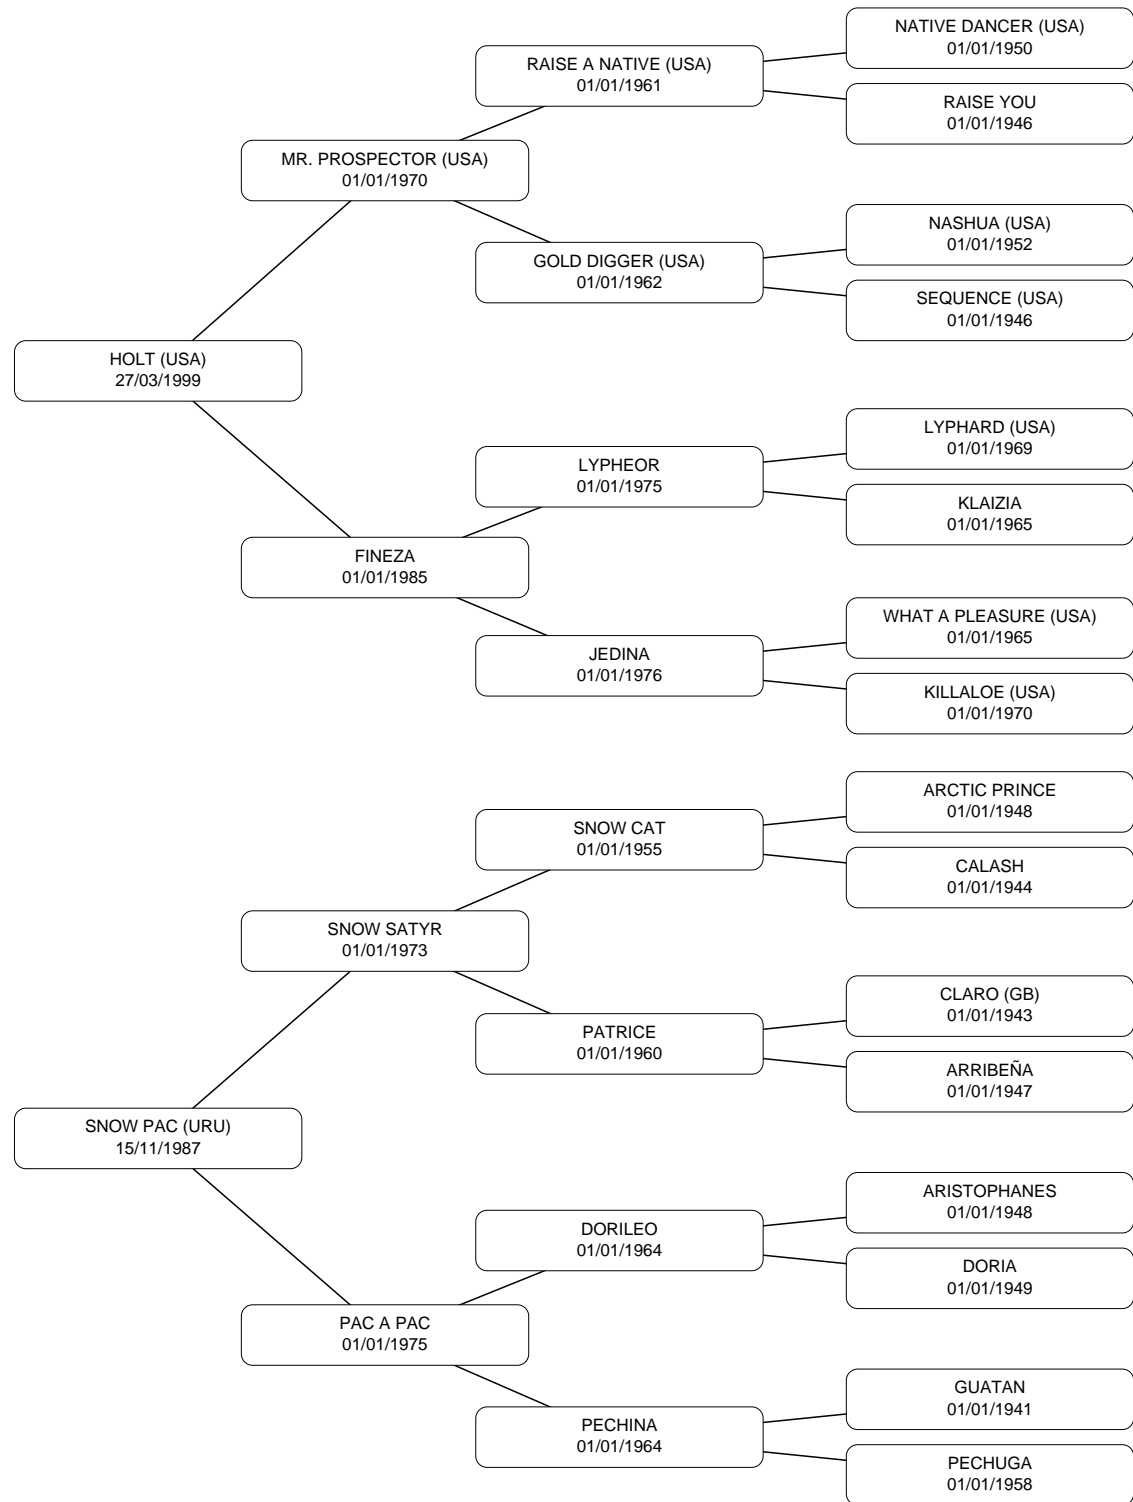 NATIVE DANCER (USA)
01/01/1950
RAISE A NATIVE (USA)
01/01/1961
RAISE YOU
01/01/1946
MR. PROSPECTOR (USA)
01/01/1970
NASHUA (USA)
01/01/1952
GOLD DIGGER (USA)
01/01/1962
SEQUENCE (USA)
01/01/1946
HOLT (USA)
27/03/1999
LYPHARD (USA)
01/01/1969
LYPHEOR
01/01/1975
KLAIZIA
01/01/1965
FINEZA
01/01/1985
WHAT A PLEASURE (USA)
01/01/1965
JEDINA
01/01/1976
KILLALOE (USA)
01/01/1970
ARCTIC PRINCE
01/01/1948
SNOW CAT
01/01/1955
CALASH
01/01/1944
SNOW SATYR
01/01/1973
CLARO (GB)
01/01/1943
PATRICE
01/01/1960
ARRIBEÑA
01/01/1947
SNOW PAC (URU)
15/11/1987
ARISTOPHANES
01/01/1948
DORILEO
01/01/1964
DORIA
01/01/1949
PAC A PAC
01/01/1975
GUATAN
01/01/1941
PECHINA
01/01/1964
PECHUGA
01/01/1958